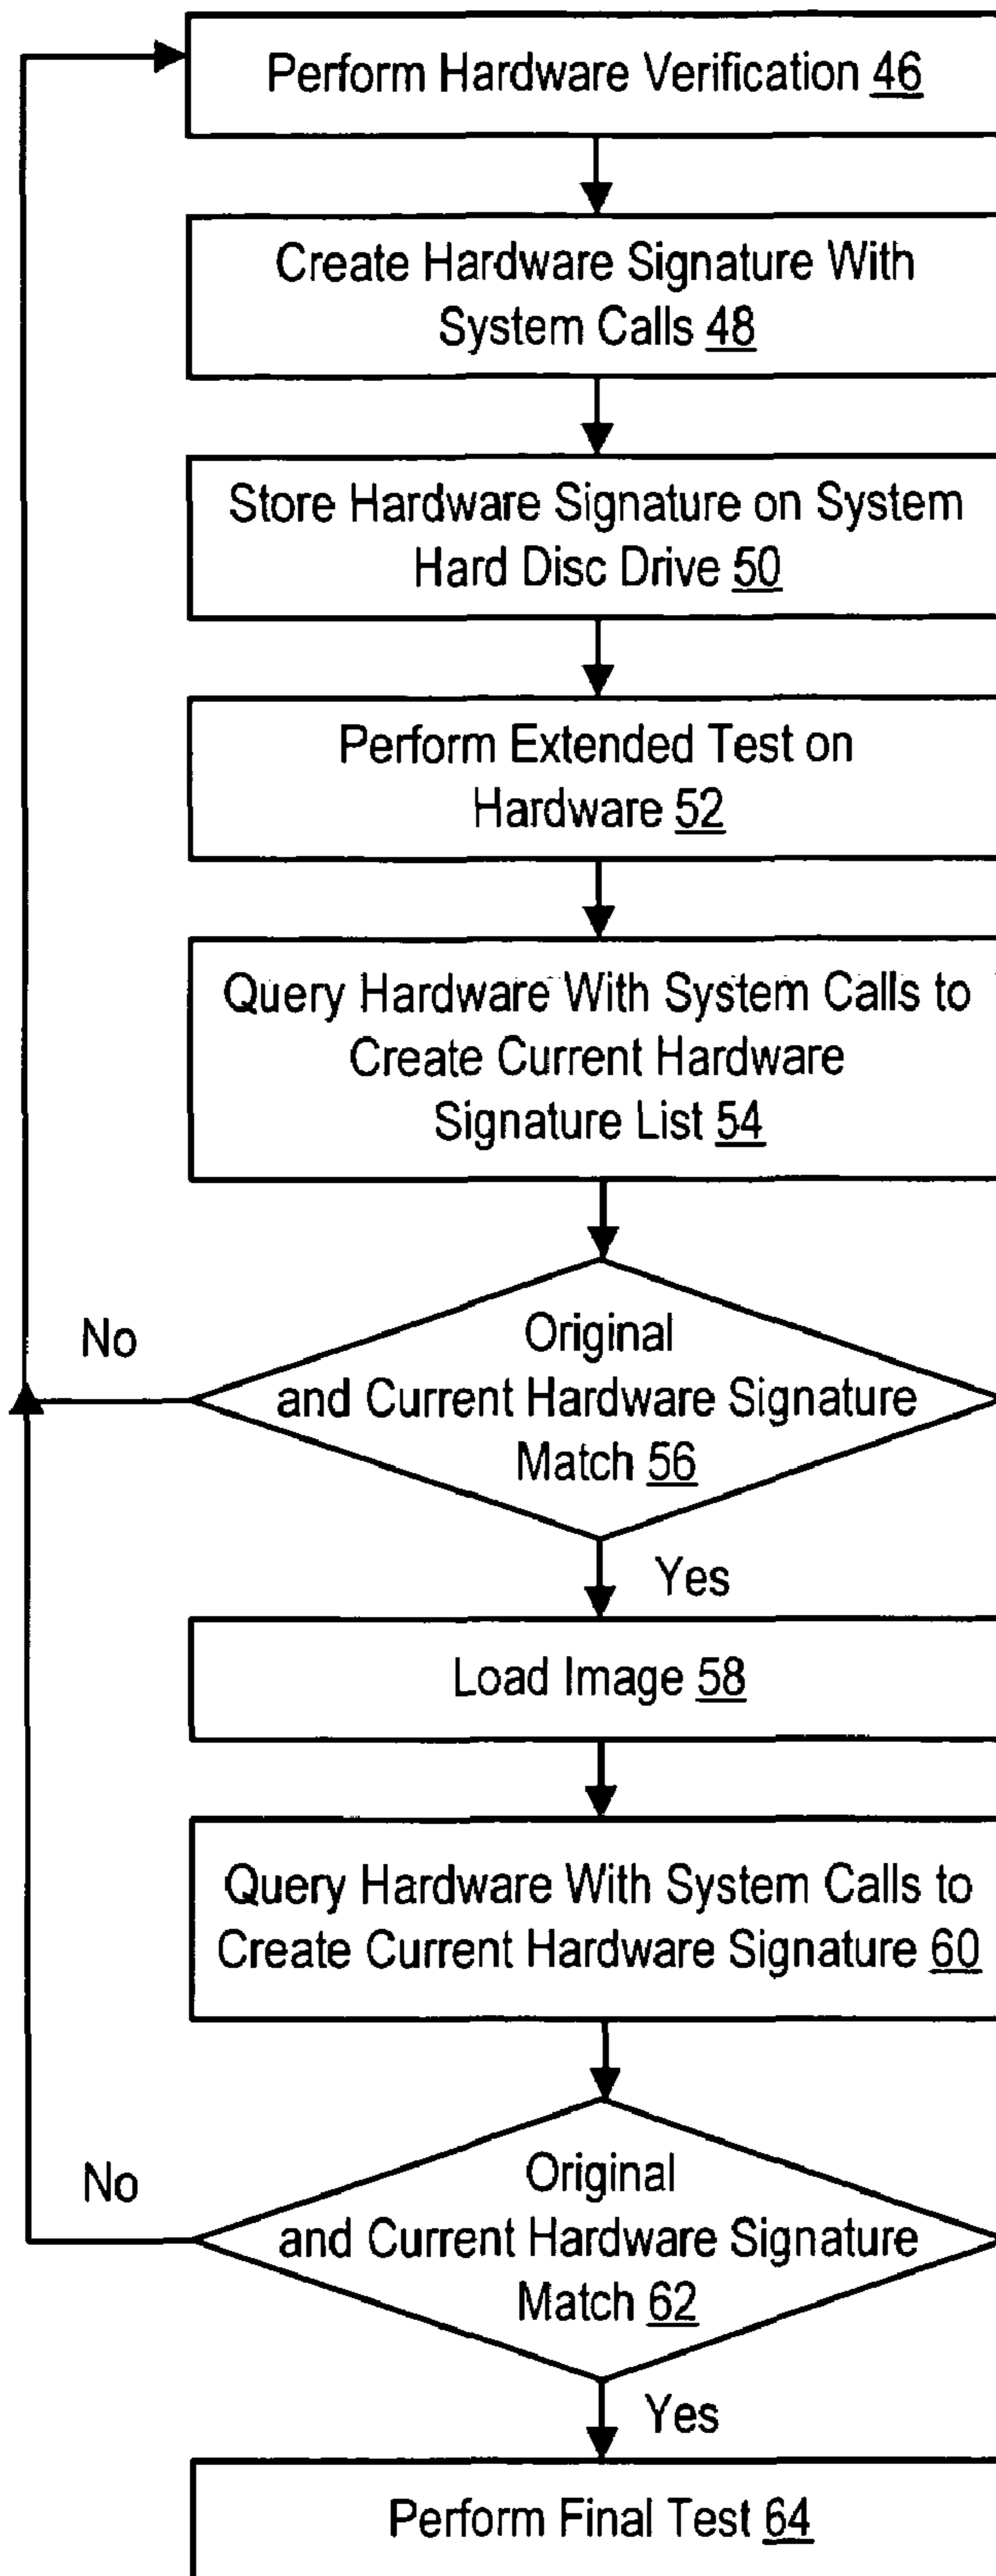 Perform Hardware Verification 46
Create Hardware Signature With
System Calls 48
Store Hardware Signature on System
Hard Disc Drive 50
Perform Extended Test on
Hardware 52
Query Hardware With System Calls to
Create Current Hardware
Signature List 54
No
Original
and Current Hardware Signature
Match 56
Yes
Load Image 58
Query Hardware With System Calls to
Create Current Hardware Signature 60
No
Original
and Current Hardware Signature
Match 62
Yes
Perform Final Test 64